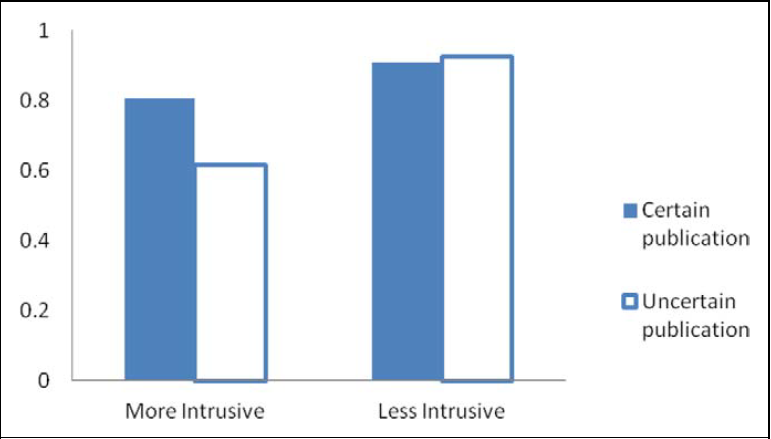 1
0.8
0.6
0.4
0.2
0
More Intrusive
Less Intrusive
Certain
publication
Uncertain
publication